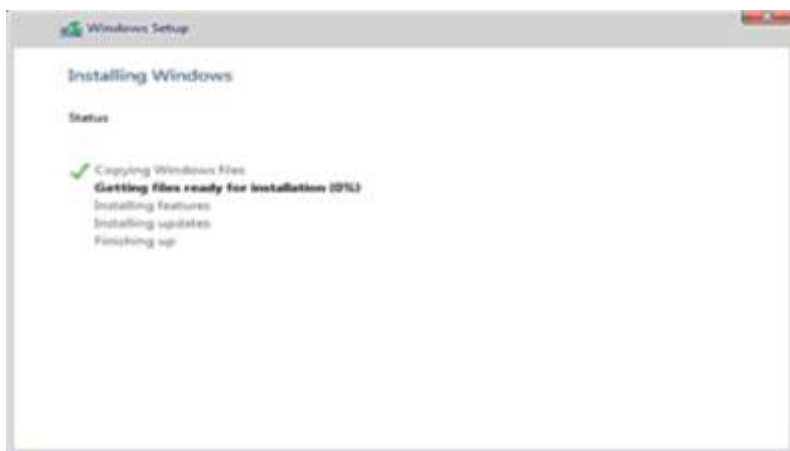 Windows Setup
Installing Windows
Status
Copying Windows files
Getting files ready for installation (0%)
Installing features
Installing updates
Finishing up